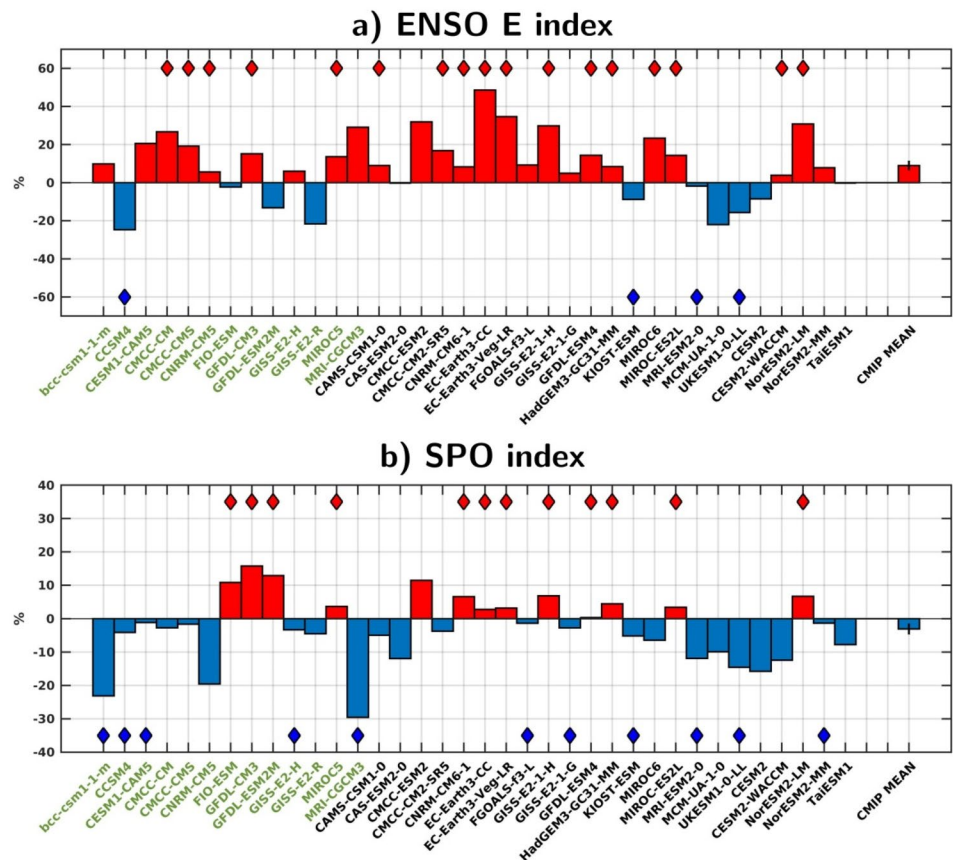 a) ENSO E index
60
40
20
0
-20
-40
-60
%
bcc-csm1-1-m
CCSM4
CESM1-CAM5
CMCC-CM
CMCC-CMS
CNRM-CM5
FIO-ESM
GFDL-CM3
GFDL-ESM2M
GISS-E2-H
GISS-E2-R
MIROC5
MRI-CGCM3
CAMS-CSM1-0
CAS-ESM2-0
CMCC-ESM2
CMCC-CM2-SR5
CNRM-CM6-1
EC-Earth3-CC
EC-Earth3-Veg-LR
FGOALS-f3-L
GISS-E2-1-H
GISS-E2-1-G
GFDL-ESM4
HadGEM3-GC31-MM
KIOST-ESM
MIROC6
MIROC-ES2L
MRI-ESM2-0
MCM-UA-1-0
UKESM1-0-LL
CESM2
CESM2-WACCM
NorESM2-LM
NorESM2-MM
TaiESM1
CMIP MEAN
b) SPO index
40
30
20
10
0
-10
-20
-30
-40
%
bcc-csm1-1-m
CCSM4
CESM1-CAM5
CMCC-CM
CMCC-CMS
CNRM-CM5
FIO-ESM
GFDL-CM3
GFDL-ESM2M
GISS-E2-H
GISS-E2-R
MIROC5
MRI-CGCM3
CAMS-CSM1-0
CAS-ESM2-0
CMCC-ESM2
CMCC-CM2-SR5
CNRM-CM6-1
EC-Earth3-CC
EC-Earth3-Veg-LR
FGOALS-f3-L
GISS-E2-1-H
GISS-E2-1-G
GFDL-ESM4
HadGEM3-GC31-MM
KIOST-ESM
MIROC6
MIROC-ES2L
MRI-ESM2-0
MCM-UA-1-0
UKESM1-0-LL
CESM2
CESM2-WACCM
NorESM2-LM
NorESM2-MM
TaiESM1
CMIP MEAN